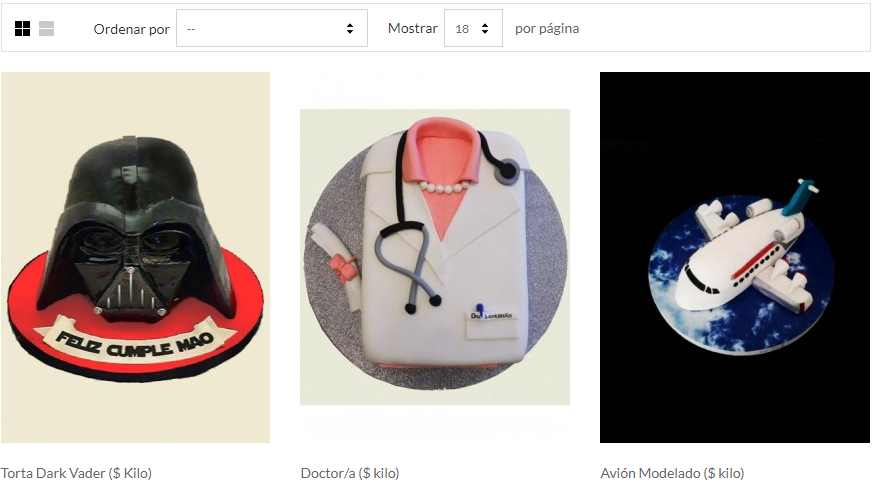 Ordenar por -- Mostrar 18 por página
FELIZ CUMPLE MAO
Dra. Lavestolo
Torta Dark Vader ($ Kilo) Doctor/a ($ kilo) Avión Modelado ($ kilo)